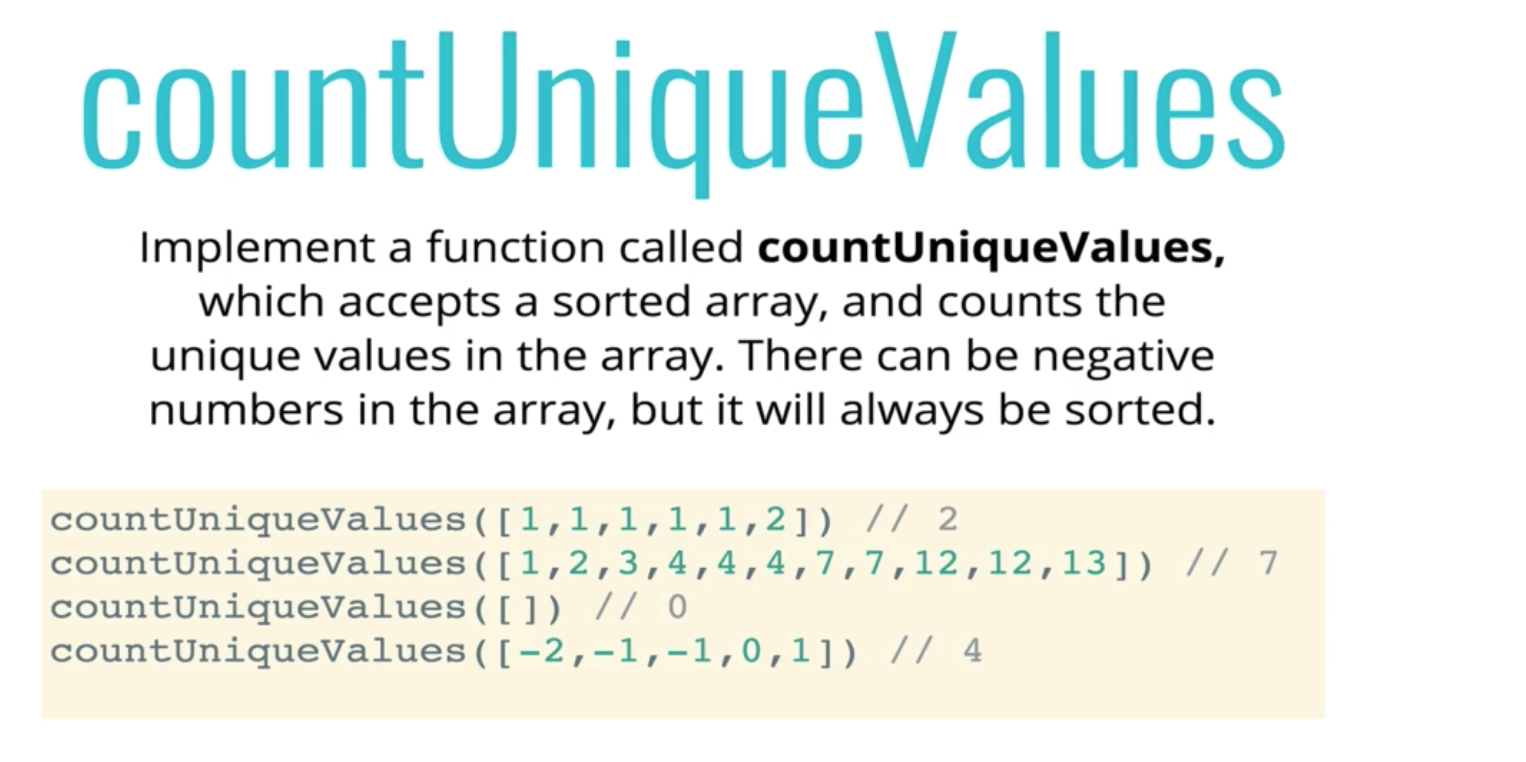 countUniqueValues
Implement a function called countUniqueValues,
which accepts a sorted array, and counts the
unique values in the array. There can be negative
numbers in the array, but it will always be sorted.
countUniqueValues([1,1,1,1,1,2]) // 2
countUniqueValues([1,2,3,4,4,4,7,7,12,12,13]) // 7
countUniqueValues([]) // 0
countUniqueValues([-2,-1,-1,0,1]) // 4